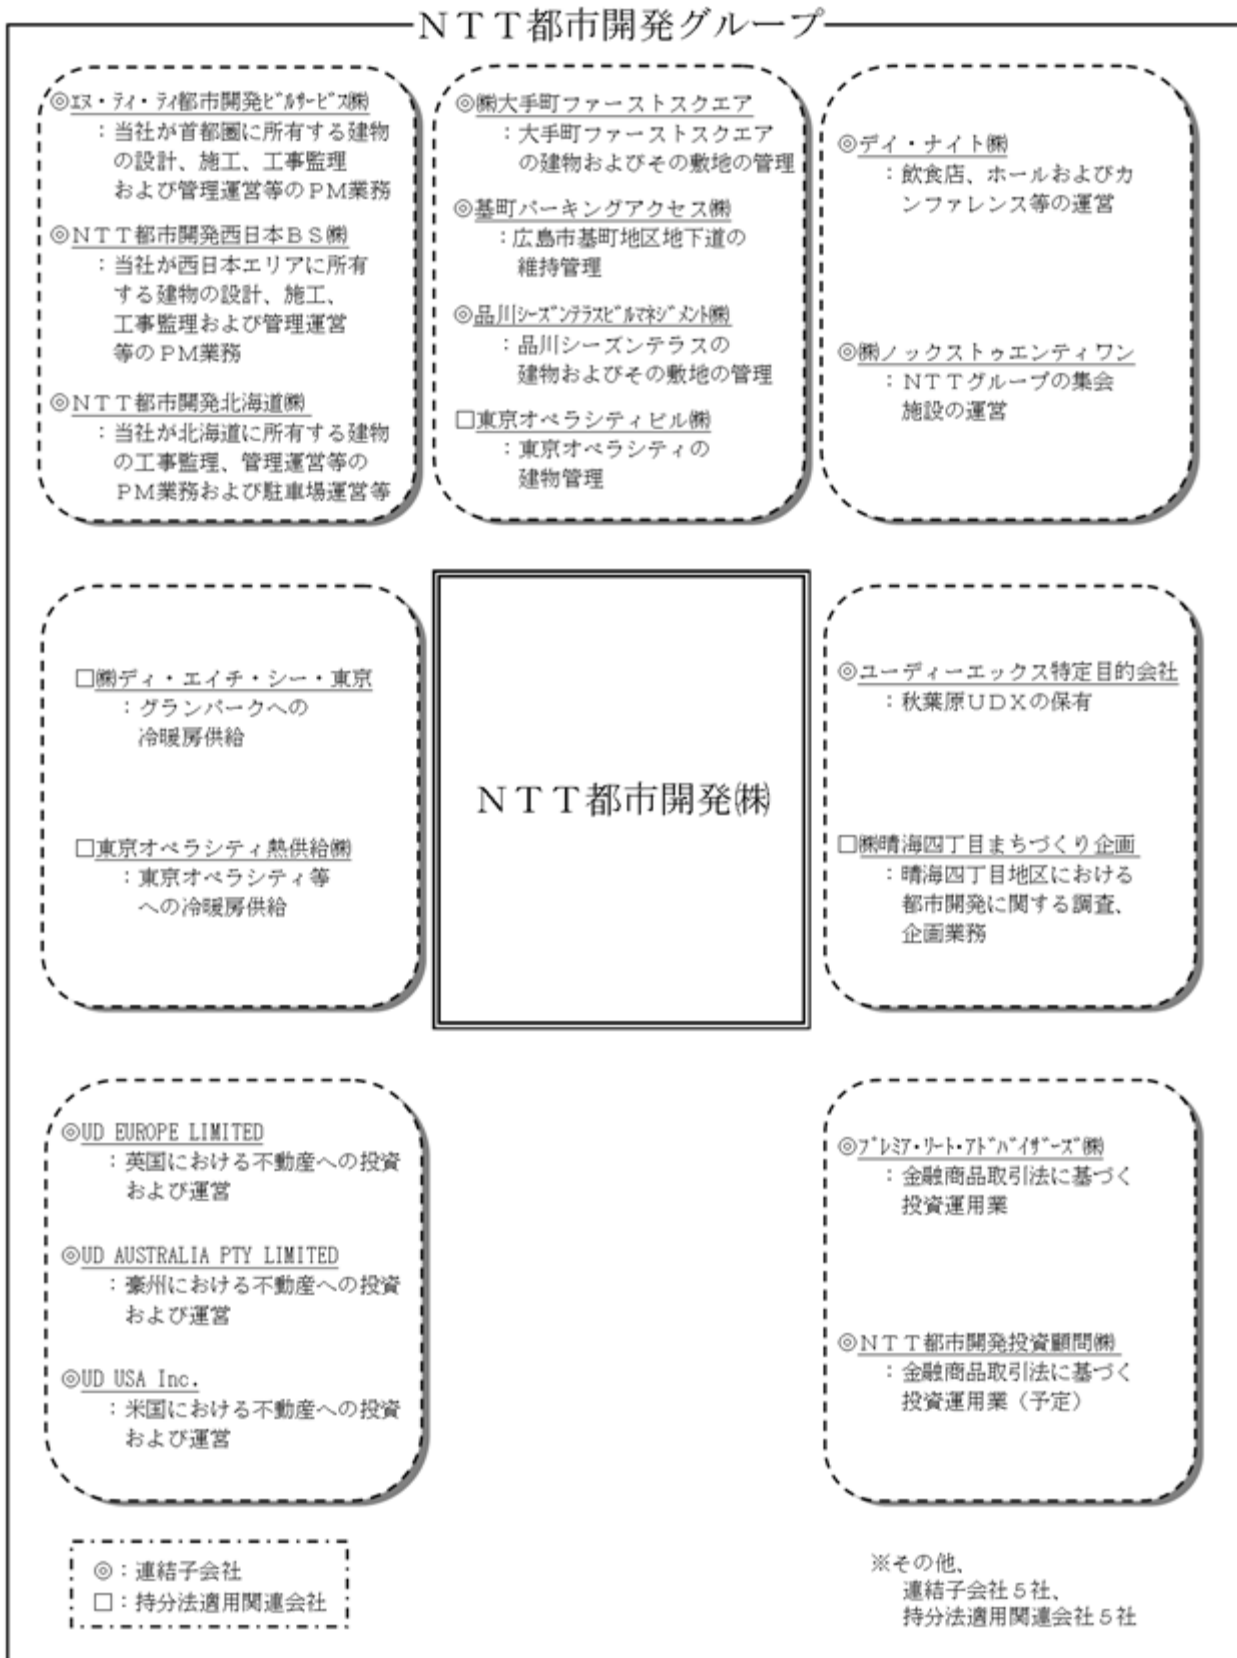 ＮＴＴ都市開発グループ
◎ｴﾇ・ﾃｨ・ﾃｨ都市開発ﾋﾞﾙｻｰﾋﾞｽ㈱
：当社が首都圏に所有する建物
の設計、施工、工事監理
および管理運営等のＰＭ業務
◎ＮＴＴ都市開発西日本ＢＳ㈱
：当社が西日本エリアに所有
する建物の設計、施工、
工事監理および管理運営
等のＰＭ業務
◎ＮＴＴ都市開発北海道㈱
：当社が北海道に所有する建物
の工事監理、管理運営等の
ＰＭ業務および駐車場運営等
◎㈱大手町ファーストスクエア
：大手町ファーストスクエア
の建物およびその敷地の管理
◎基町パーキングアクセス㈱
：広島市基町地区地下道の
維持管理
◎品川ｼｰｽﾞﾝﾃﾗｽﾋﾞﾙﾏﾈｼﾞﾒﾝﾄ㈱
：品川シーズンテラスの
建物およびその敷地の管理
□東京オペラシティビル㈱
：東京オペラシティの
建物管理
◎デイ・ナイト㈱
：飲食店、ホールおよびカ
ンファレンス等の運営
◎㈱ノックストゥエンティワン
：ＮＴＴグループの集会
施設の運営
□㈱ディ・エイチ・シー・東京
：グランパークへの
冷暖房供給
□東京オペラシティ熱供給㈱
：東京オペラシティ等
への冷暖房供給
ＮＴＴ都市開発㈱
◎ユーディーエックス特定目的会社
：秋葉原ＵＤＸの保有
□㈱晴海四丁目まちづくり企画
：晴海四丁目地区における
都市開発に関する調査、
企画業務
◎UD EUROPE LIMITED
：英国における不動産への投資
および運営
◎UD AUSTRALIA PTY LIMITED
：豪州における不動産への投資
および運営
◎UD USA Inc.
：米国における不動産への投資
および運営
◎ﾌﾟﾚﾐｱ・ﾘｰﾄ・ｱﾄﾞﾊﾞｲｻﾞｰｽﾞ㈱
：金融商品取引法に基づく
投資運用業
◎ＮＴＴ都市開発投資顧問㈱
：金融商品取引法に基づく
投資運用業（予定）
◎：連結子会社
□：持分法適用関連会社
※その他、
連結子会社５社、
持分法適用関連会社５社